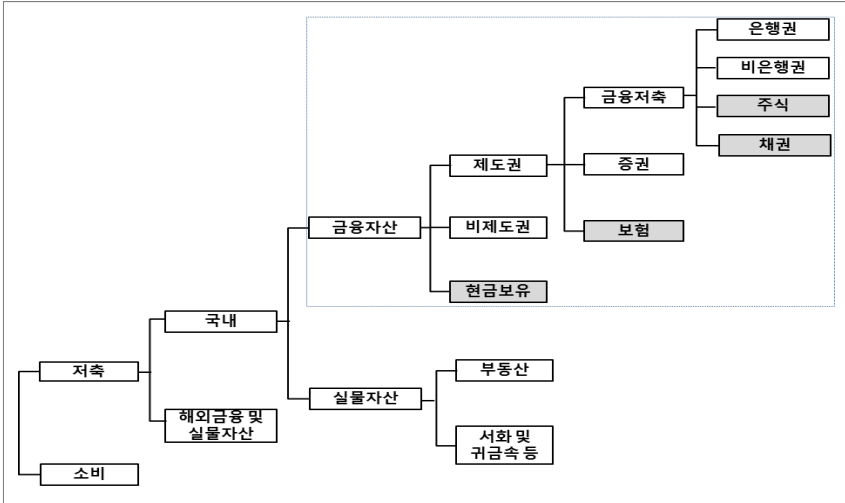 은행권
비은행권
금융저축
주식
채권
제도권
증권
금융자산
비제도권
보험
현금보유
국내
저축
부동산
실물자산
해외금융 및
실물자산
서화 및
귀금속 등
소비